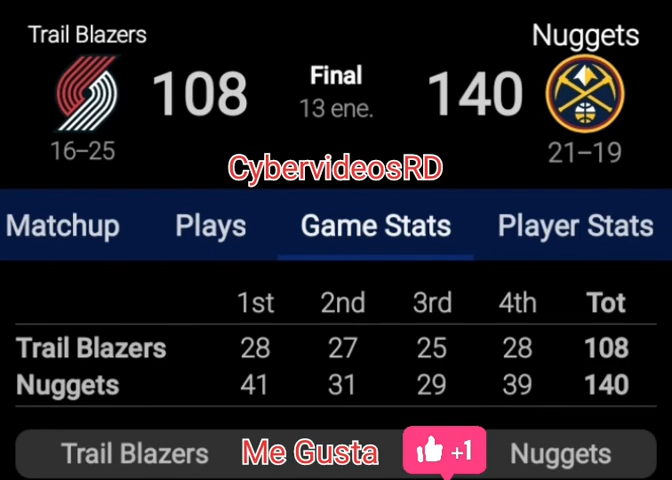 Trail Blazers Nuggets
108 Final 140
13 ene.
16–25 21–19
CybervideosRD
Matchup Plays Game Stats Player Stats
1st 2nd 3rd 4th Tot
Trail Blazers 28 27 25 28 108
Nuggets 41 31 29 39 140
Trail Blazers Me Gusta +1 Nuggets